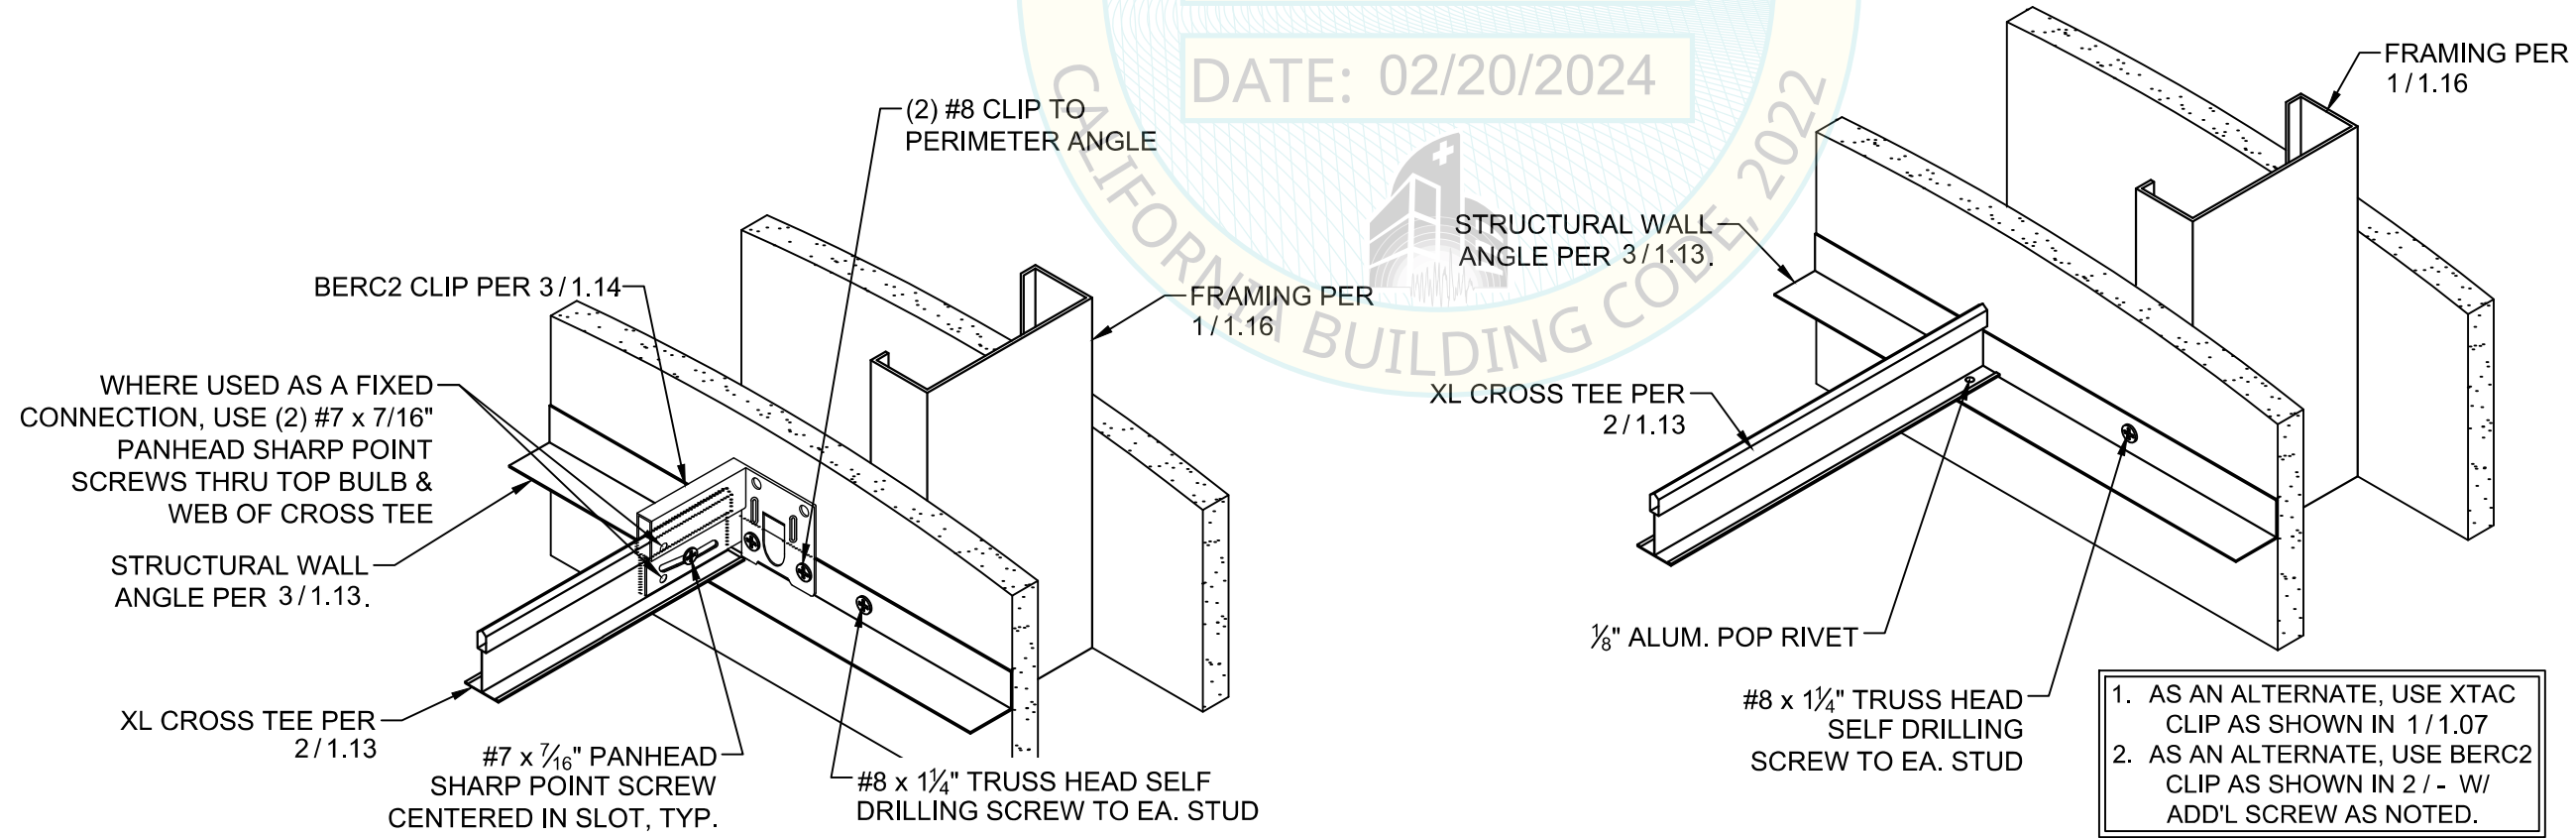 DATE: 02/20/2024
CALIFORNIA BUILDING CODE, 2022
(2) #8 CLIP TO
PERIMETER ANGLE
BERC2 CLIP PER 3/1.14
FRAMING PER
1/1.16
WHERE USED AS A FIXED
CONNECTION, USE (2) #7 x 7/16"
PANHEAD SHARP POINT
SCREWS THRU TOP BULB &
WEB OF CROSS TEE
STRUCTURAL WALL
ANGLE PER 3/1.13.
XL CROSS TEE PER
2/1.13
#7 x 7/16" PANHEAD
SHARP POINT SCREW
CENTERED IN SLOT, TYP.
#8 x 1 1/4" TRUSS HEAD SELF
DRILLING SCREW TO EA. STUD
FRAMING PER
1/1.16
STRUCTURAL WALL
ANGLE PER 3/1.13.
XL CROSS TEE PER
2/1.13
1/8" ALUM. POP RIVET
#8 x 1 1/4" TRUSS HEAD
SELF DRILLING
SCREW TO EA. STUD
1. AS AN ALTERNATE, USE XTAC
CLIP AS SHOWN IN 1/1.07
2. AS AN ALTERNATE, USE BERC2
CLIP AS SHOWN IN 2/- W/
ADD'L SCREW AS NOTED.